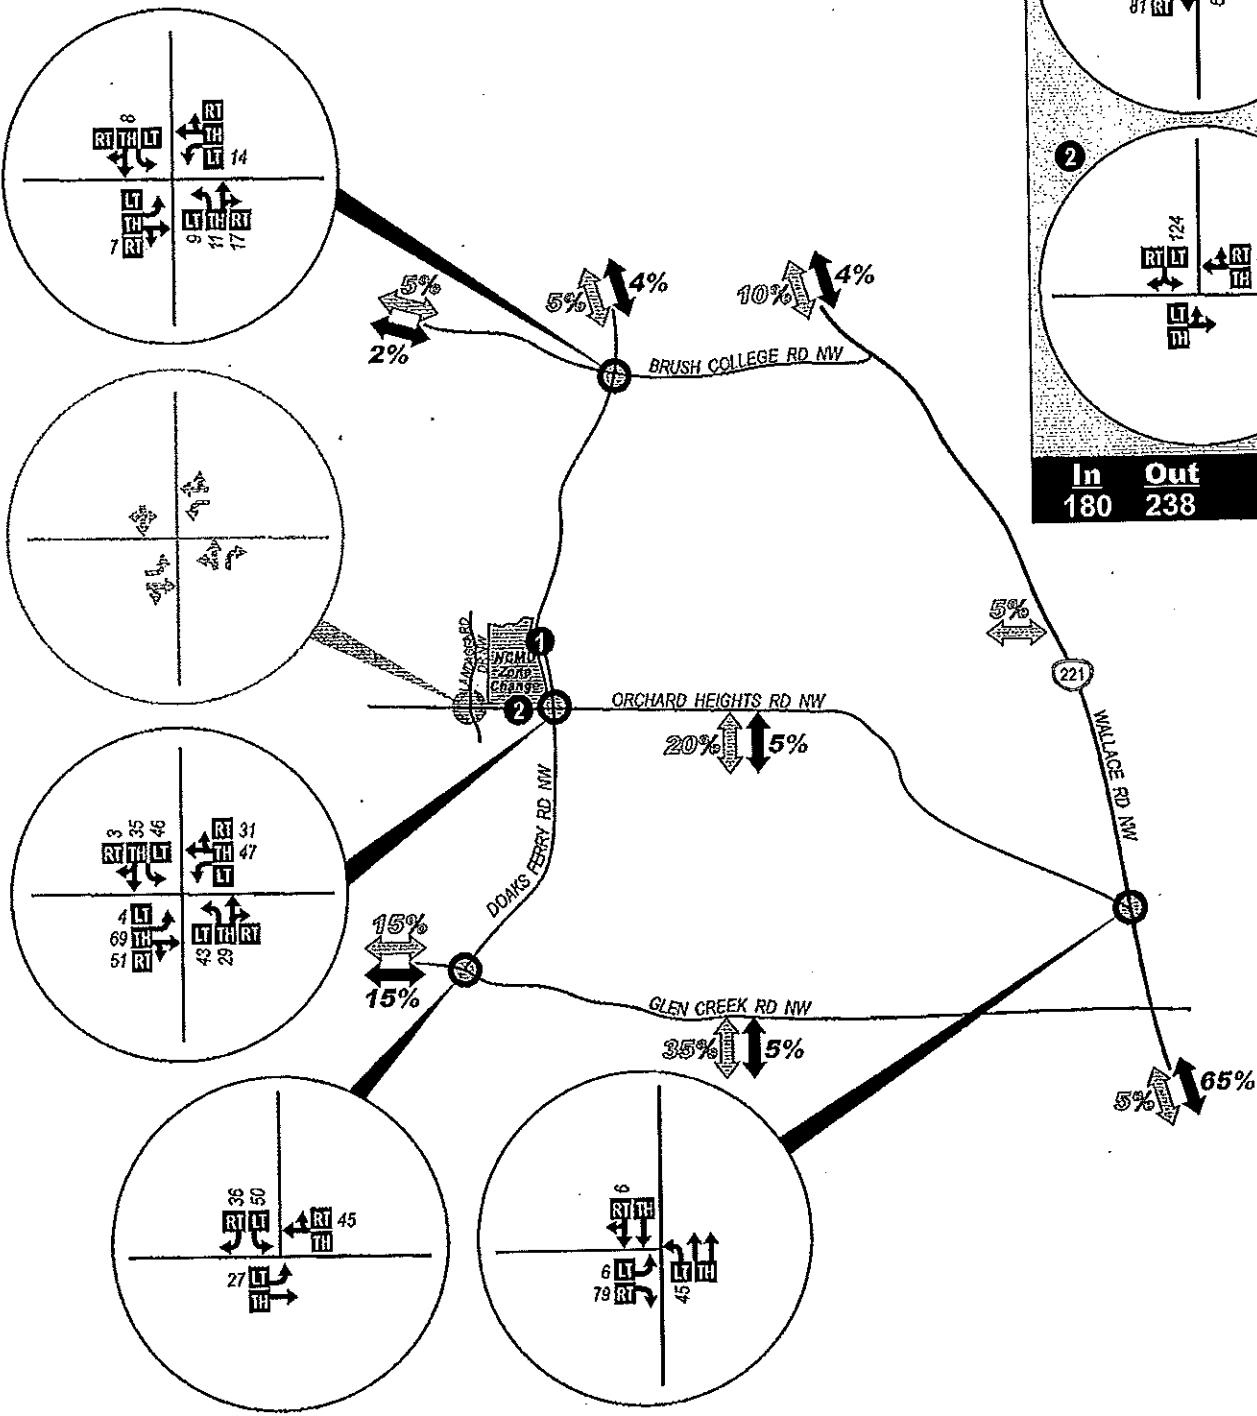 81 RT
8
RT TH LT
RT
TH
LT 14
LT
TH
7 RT
LT TH RT
9 11 17
2
124
RT LT
RT
TH
LT
TH
In Out
180 238
5%
2%
5% 4%
10% 4%
BRUSH COLLEGE RD NW
5%
221
WALLACE RD NW
1
NCMU
Zone
Change
2
ORCHARD HEIGHTS RD NW
20% 5%
DOAKS FERRY RD NW
3 35 46
RT TH LT
RT 31
TH 47
LT
4 LT
69 TH
51 RT
LT TH RT
43 29
15%
15%
GLEN CREEK RD NW
35% 5%
5% 65%
36 50
RT LT
RT 45
TH
27 LT
TH
6
RT TH
6 LT
79 RT
LT TH
45